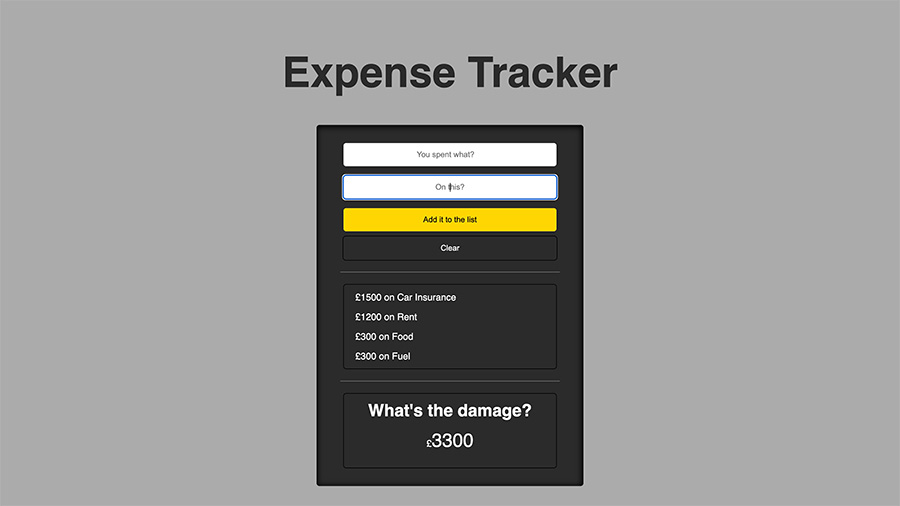 Expense Tracker
You spent what?
On this?
Add it to the list
Clear
£1500 on Car Insurance
£1200 on Rent
£300 on Food
£300 on Fuel
What's the damage?
£3300